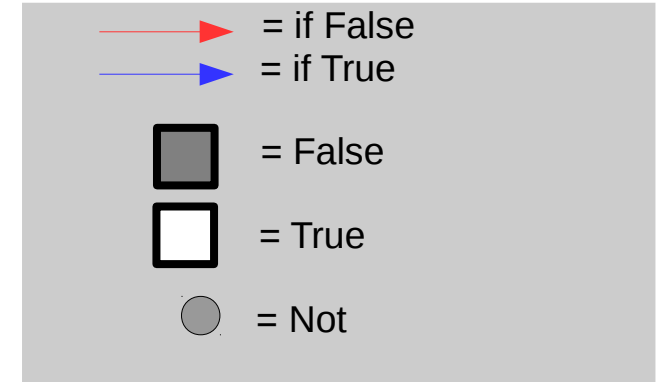 = if False
= if True
= False
= True
= Not